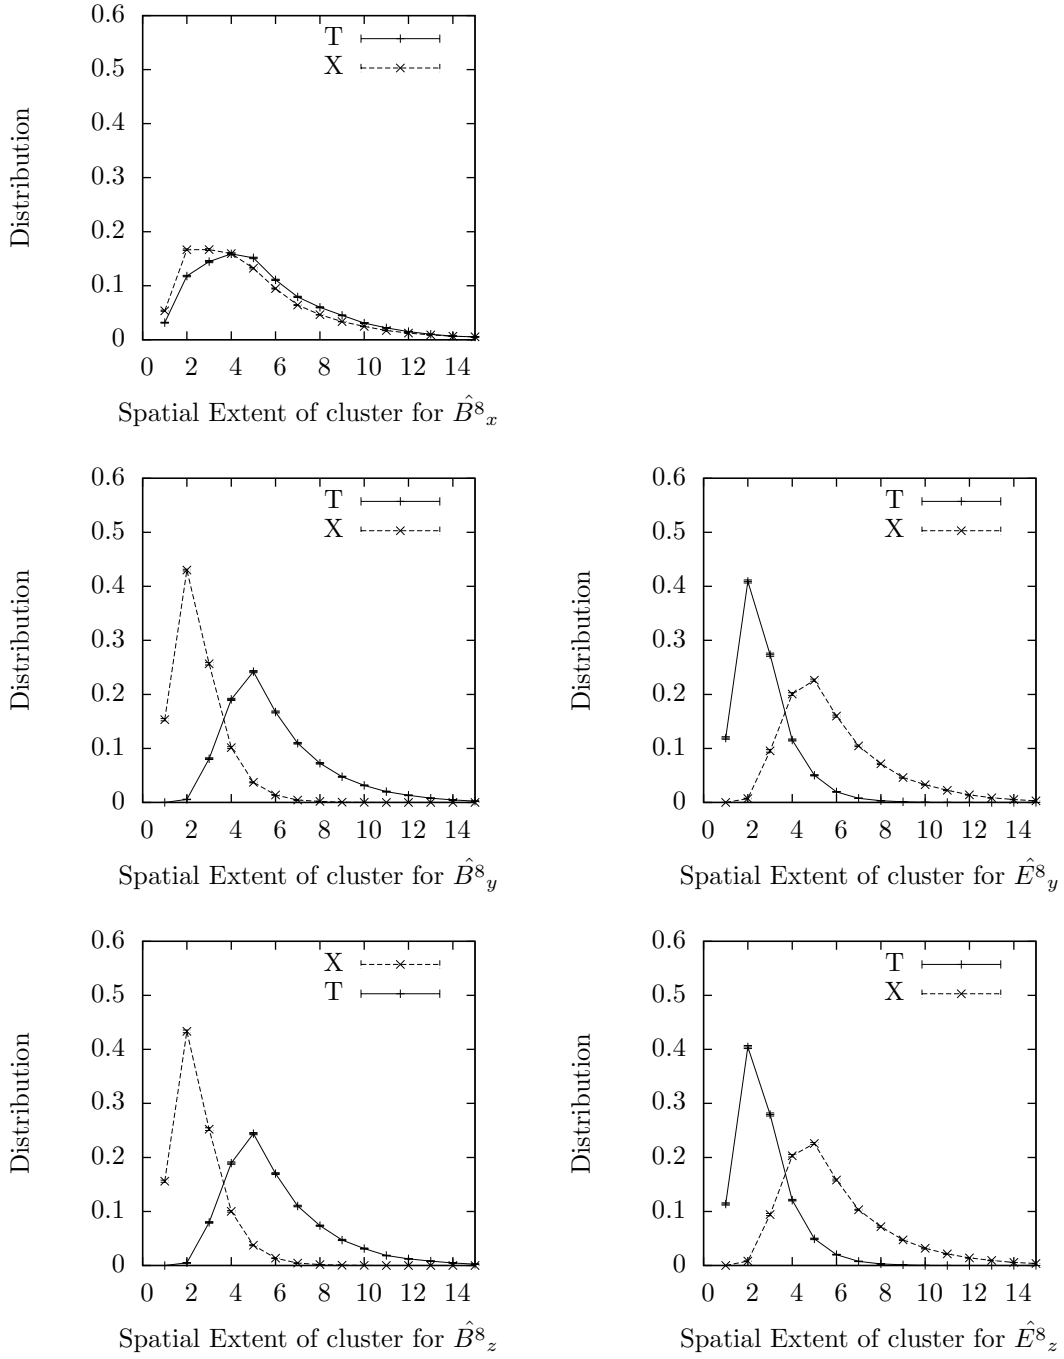 0.6
0.5
0.4
0.3
0.2
0.1
0
Distribution
T
X
0 2 4 6 8 10 12 14
Spatial Extent of cluster for B̂⁸ₓ
0.6
0.5
0.4
0.3
0.2
0.1
0
Distribution
T
X
0 2 4 6 8 10 12 14
Spatial Extent of cluster for B̂⁸_y
0.6
0.5
0.4
0.3
0.2
0.1
0
Distribution
T
X
0 2 4 6 8 10 12 14
Spatial Extent of cluster for Ê⁸_y
0.6
0.5
0.4
0.3
0.2
0.1
0
Distribution
X
T
0 2 4 6 8 10 12 14
Spatial Extent of cluster for B̂⁸_z
0.6
0.5
0.4
0.3
0.2
0.1
0
Distribution
T
X
0 2 4 6 8 10 12 14
Spatial Extent of cluster for Ê⁸_z